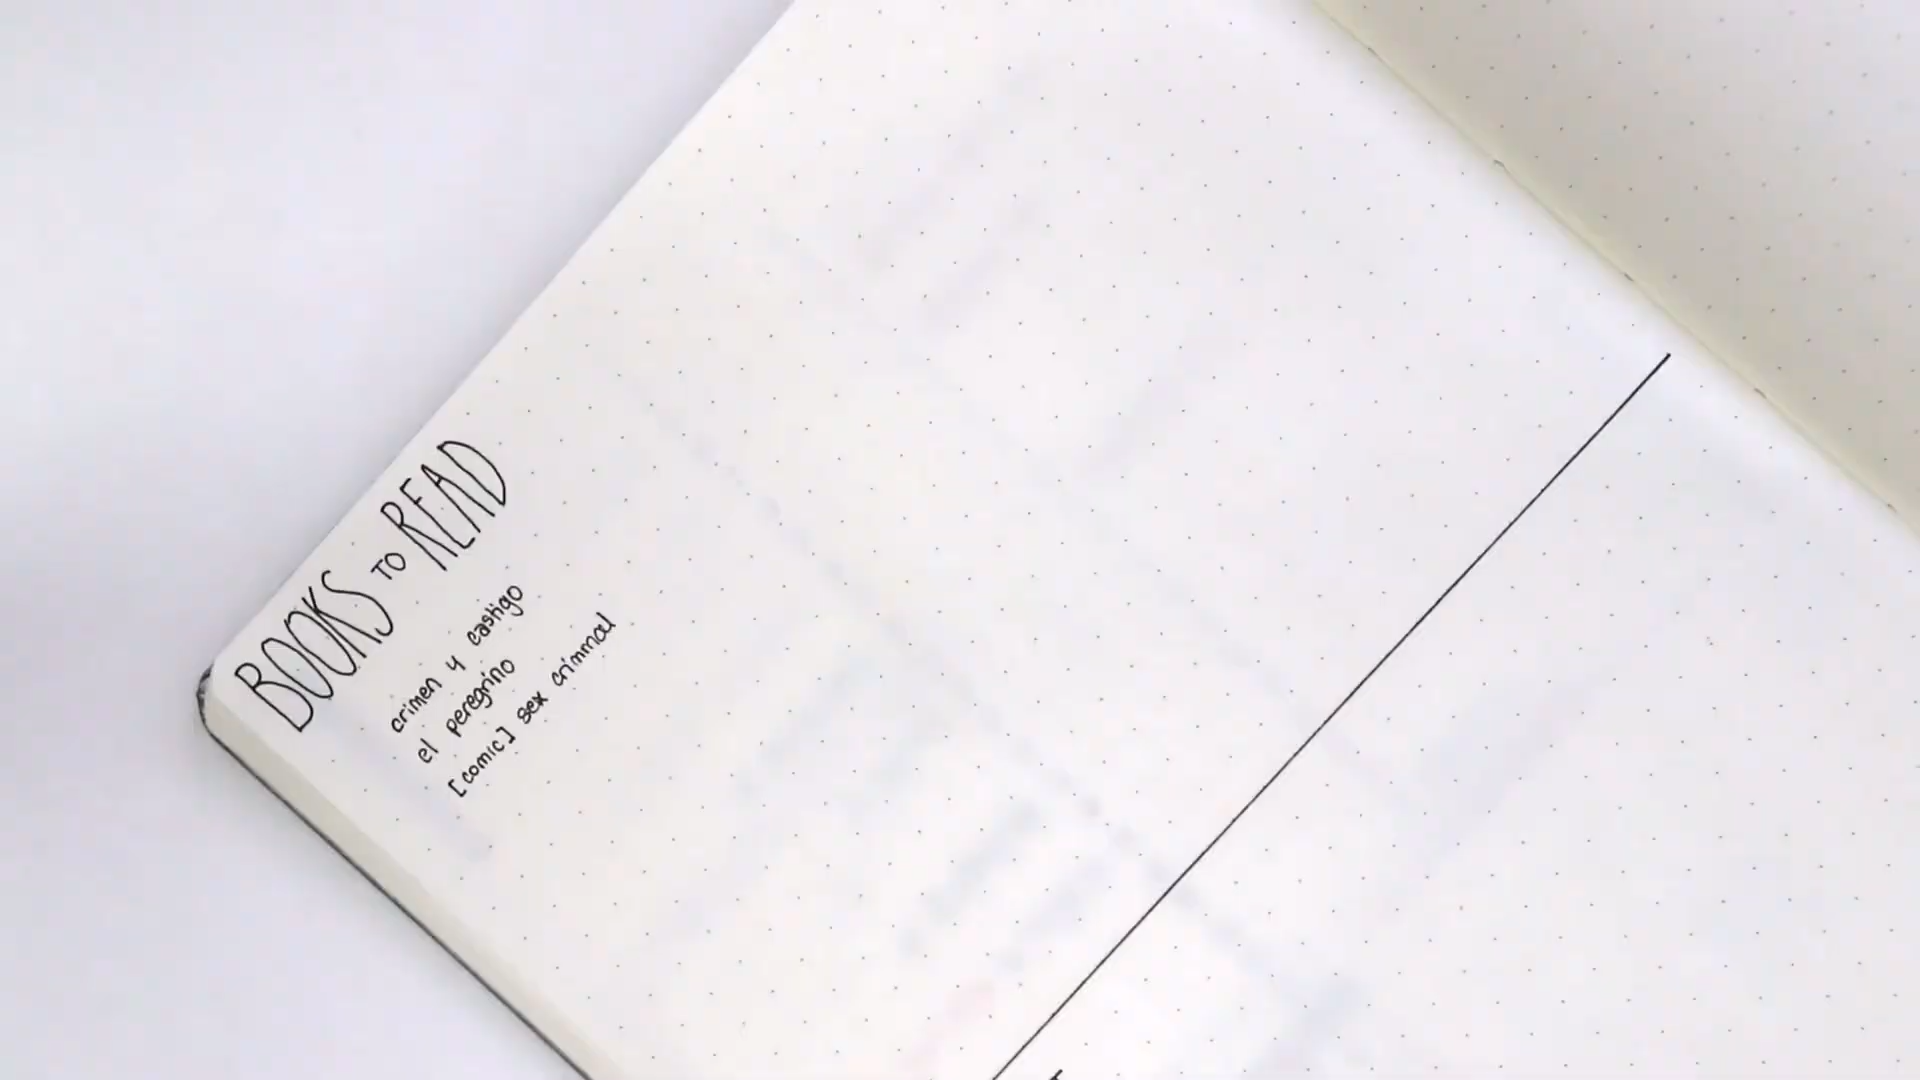 BOOKS TO READ
crimen y castigo
el peregrino
[comic] sex criminal